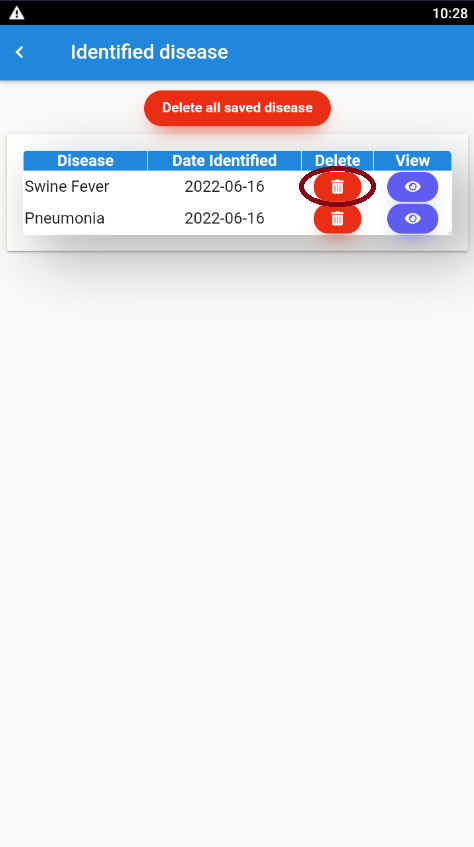 10:28
Identified disease
Delete all saved disease
Disease Date Identified Delete View
Swine Fever 2022-06-16
Pneumonia 2022-06-16